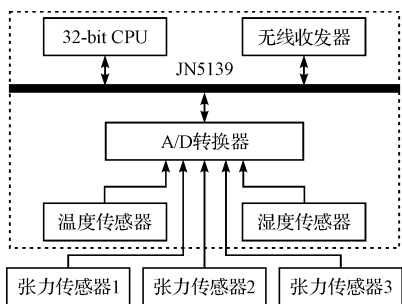 32-bit CPU
无线收发器
JN5139
A/D转换器
温度传感器
湿度传感器
张力传感器1
张力传感器2
张力传感器3